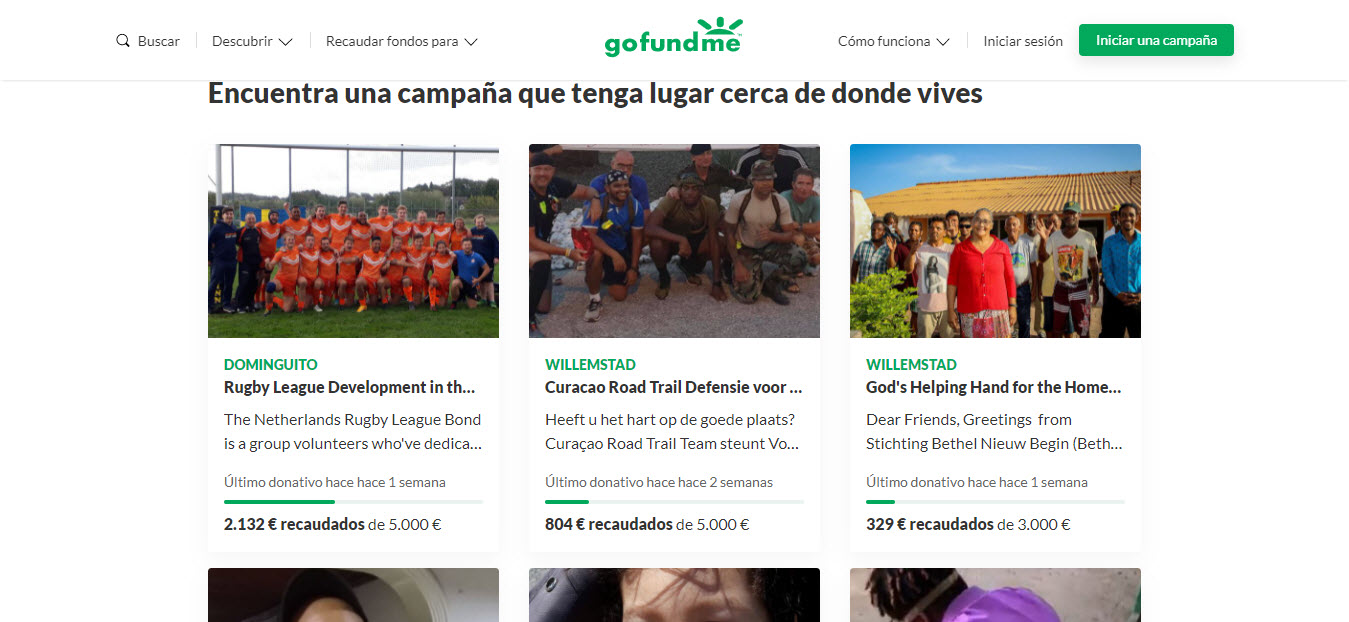 Buscar
Descubrir
Recaudar fondos para
gofundme
Cómo funciona
Iniciar sesión
Iniciar una campaña
Encuentra una campaña que tenga lugar cerca de donde vives
DOMINGUITO
Rugby League Development in th...
The Netherlands Rugby League Bond
is a group volunteers who've dedica...
Último donativo hace hace 1 semana
2.132 € recaudados de 5.000 €
WILLEMSTAD
Curacao Road Trail Defensie voor ...
Heeft u het hart op de goede plaats?
Curaçao Road Trail Team steunt Vo...
Último donativo hace hace 2 semanas
804 € recaudados de 5.000 €
WILLEMSTAD
God's Helping Hand for the Home...
Dear Friends, Greetings from
Stichting Bethel Nieuw Begin (Beth...
Último donativo hace hace 1 semana
329 € recaudados de 3.000 €